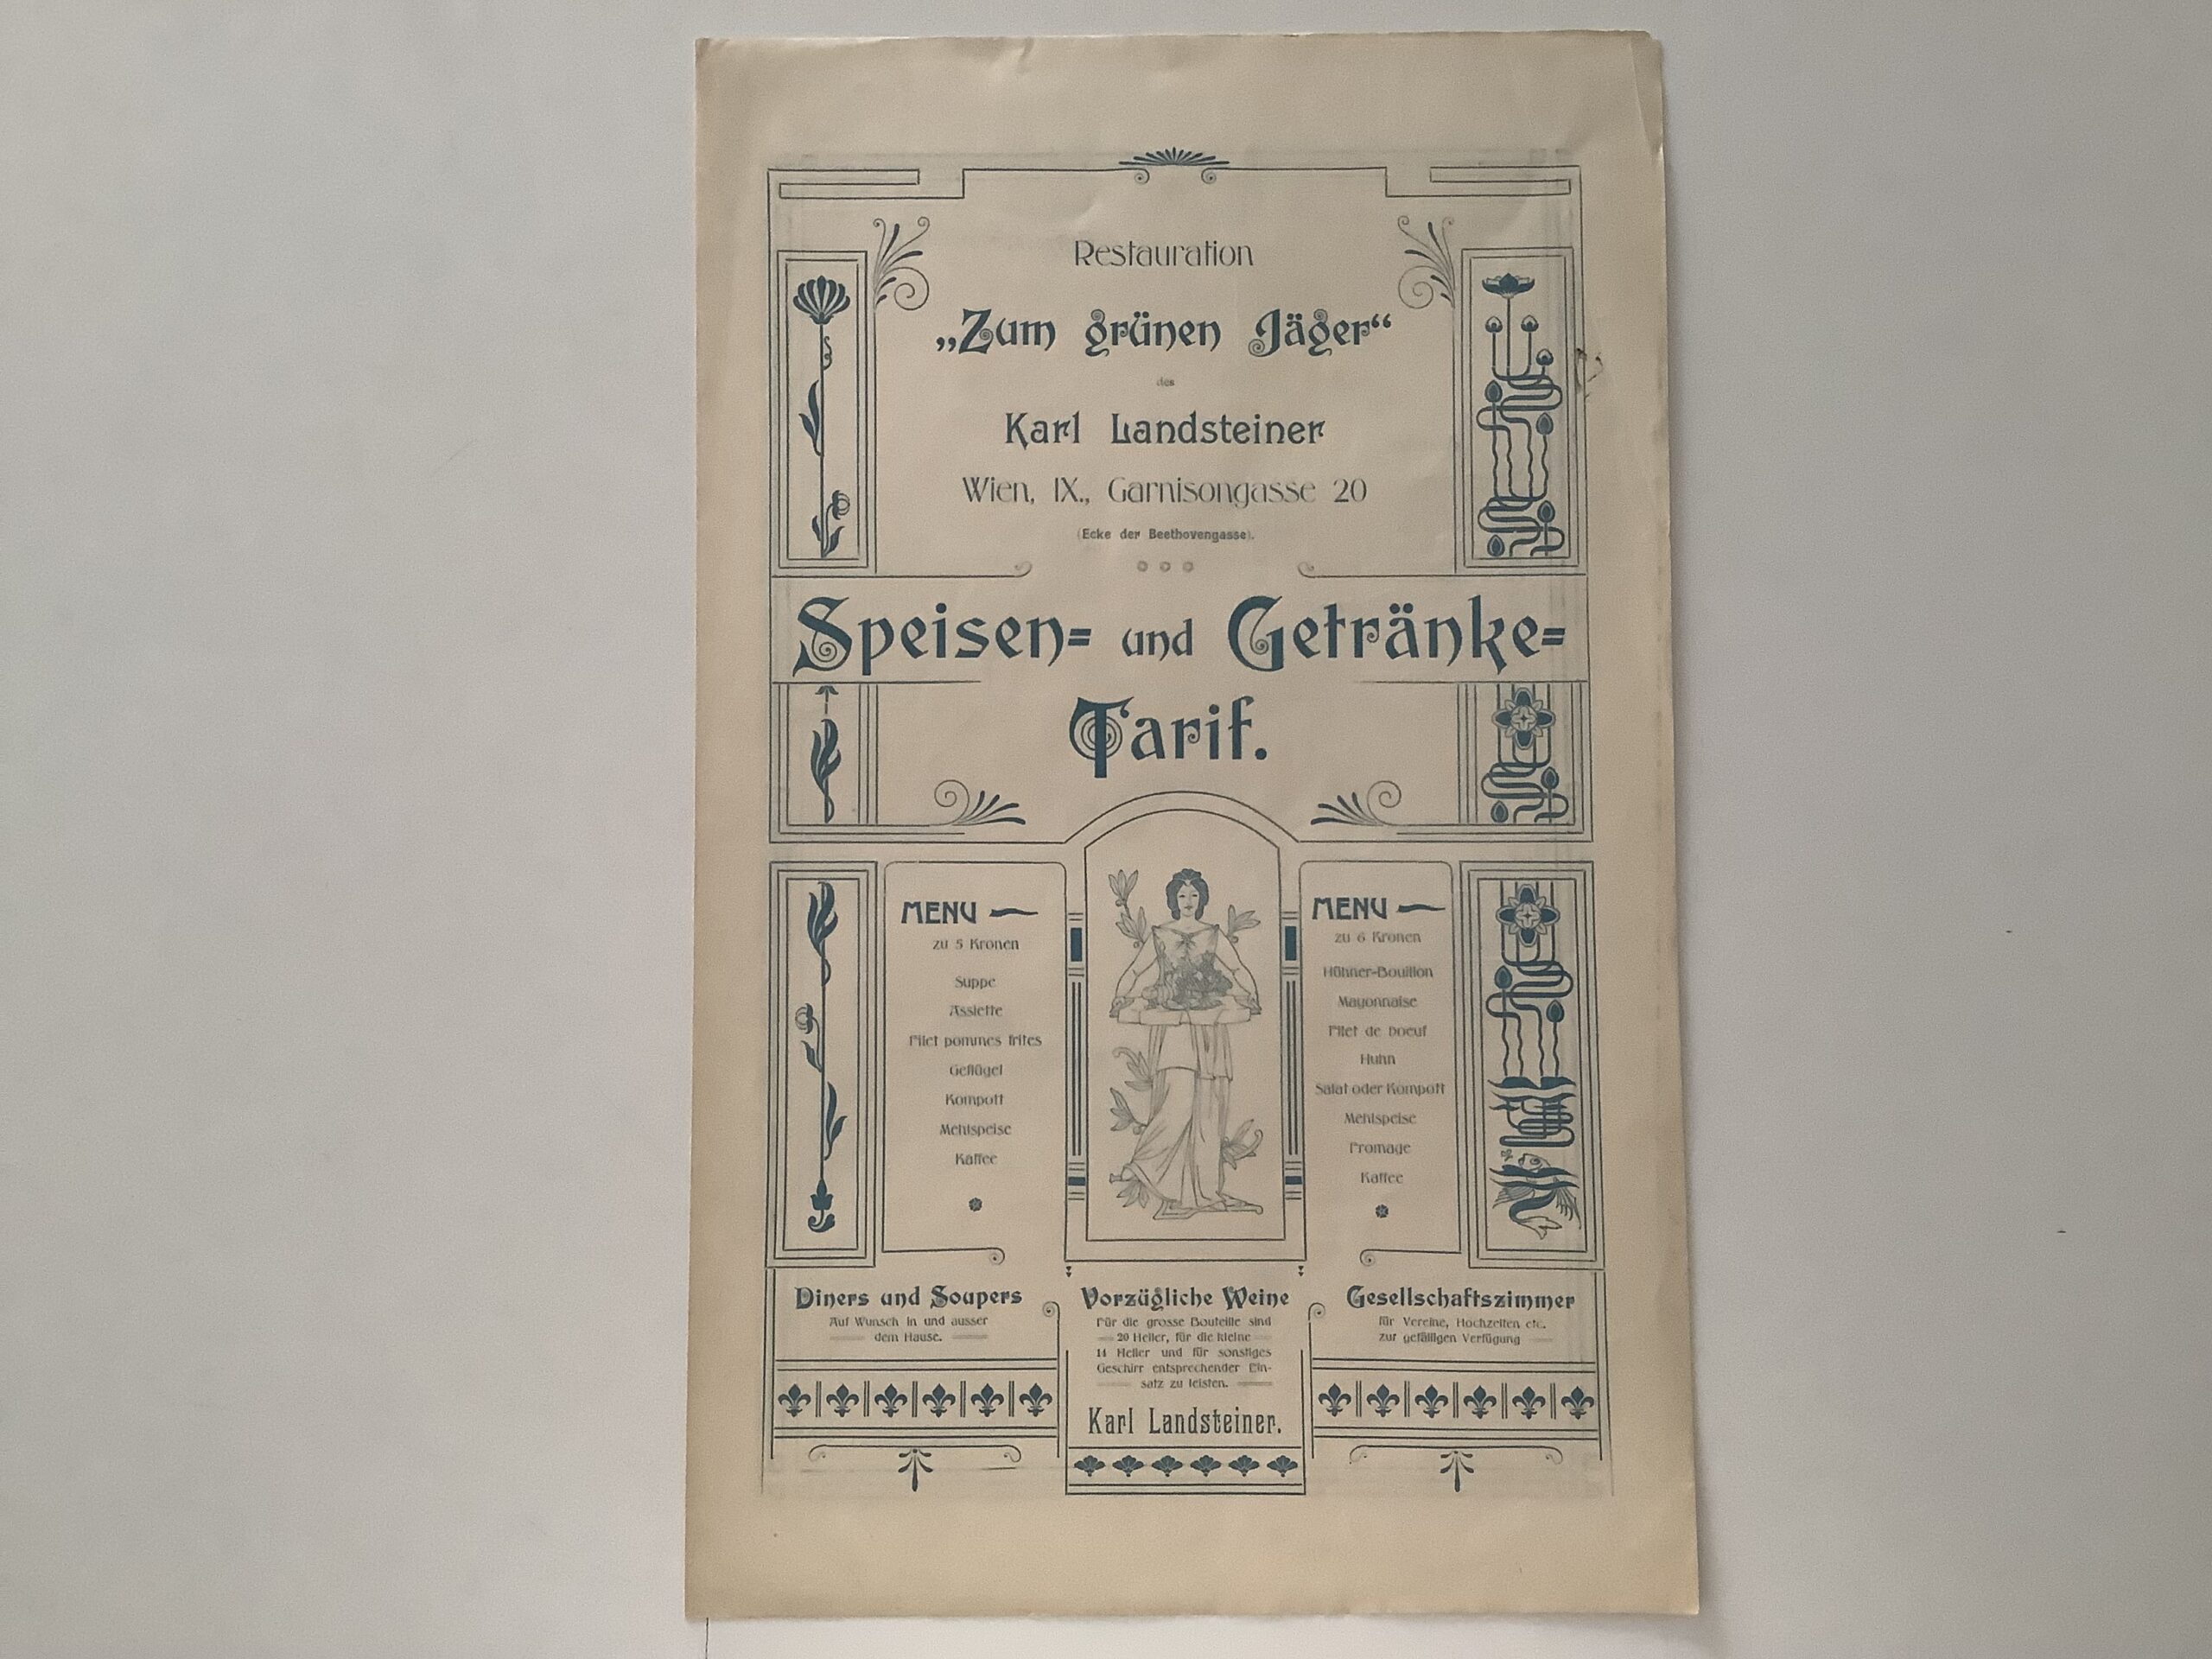 Restauration
„Zum grünen Jäger“
des
Karl Landsteiner
Wien, IX., Garnisongasse 20
(Ecke der Beethovengasse).
Speisen= und Getränke=
Tarif.
MENU
zu 5 Kronen
Suppe
Assiette
Filet pommes frites
Geflügel
Kompott
Mehlspeise
Kaffee
MENU
zu 6 Kronen
Hühner-Bouillon
Mayonnaise
Filet de boeuf
Huhn
Salat oder Kompott
Mehlspeise
Fromage
Kaffee
Diners und Soupers
Auf Wunsch in und ausser
dem Hause.
Vorzügliche Weine
Für die grosse Bouteille sind
20 Heller, für die kleine
14 Heller und für sonstiges
Geschirr entsprechender Ein-
satz zu leisten.
Karl Landsteiner.
Gesellschaftszimmer
für Vereine, Hochzeiten etc.
zur gefälligen Verfügung